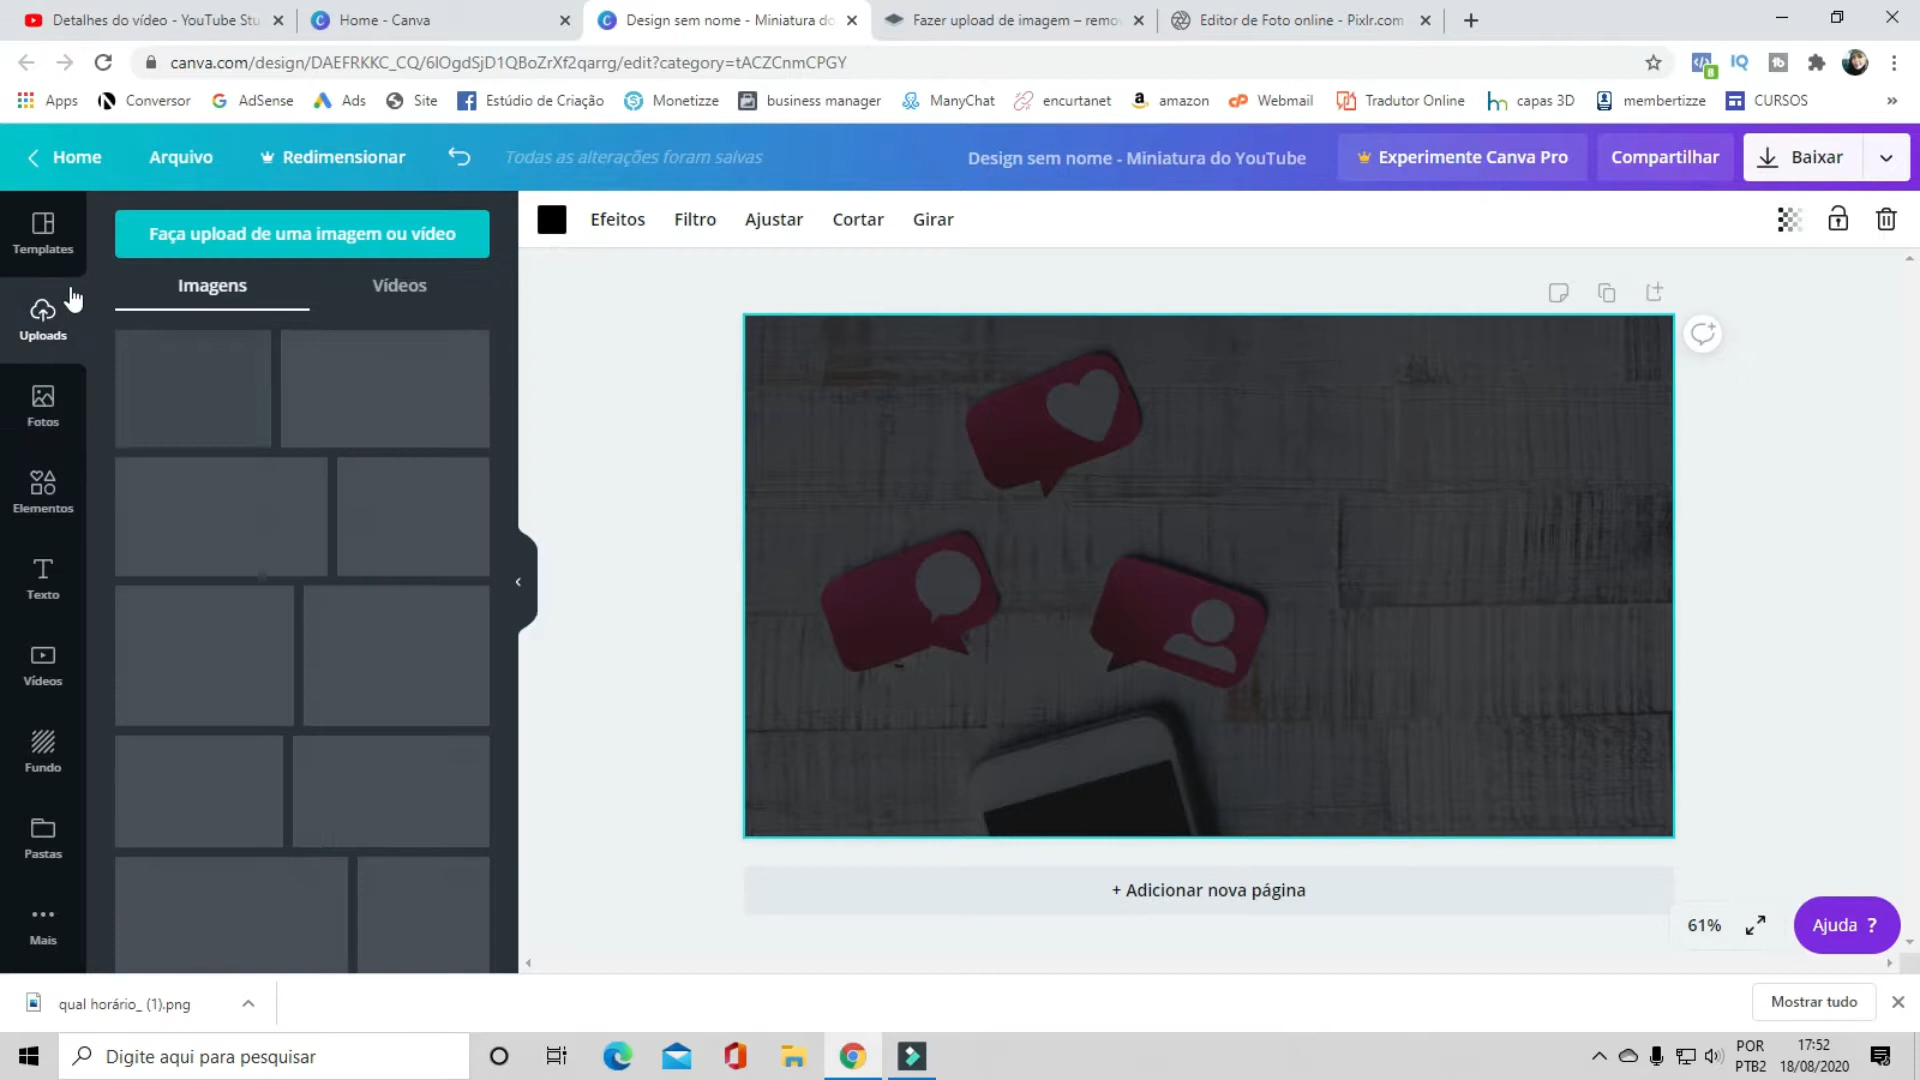 Detalhes do vídeo - YouTube Stu
Home - Canva
Design sem nome - Miniatura do
Fazer upload de imagem – remo
Editor de Foto online - Pixlr.com
canva.com/design/DAEFRKKC_CQ/6lOgdSjD1QBoZrXf2qarrg/edit?category=tACZCnmCPGY
Apps Conversor AdSense Ads Site Estúdio de Criação Monetizze business manager ManyChat encurtanet amazon Webmail Tradutor Online capas 3D membertizze CURSOS
Home Arquivo Redimensionar Todas as alterações foram salvas Design sem nome - Miniatura do YouTube Experimente Canva Pro Compartilhar Baixar
Templates
Uploads
Fotos
Elementos
Texto
Vídeos
Fundo
Pastas
Mais
Faça upload de uma imagem ou vídeo
Imagens Vídeos
Efeitos Filtro Ajustar Cortar Girar
+ Adicionar nova página
61%
Ajuda ?
qual horário_ (1).png
Mostrar tudo
Digite aqui para pesquisar
POR
PTB2
17:52
18/08/2020